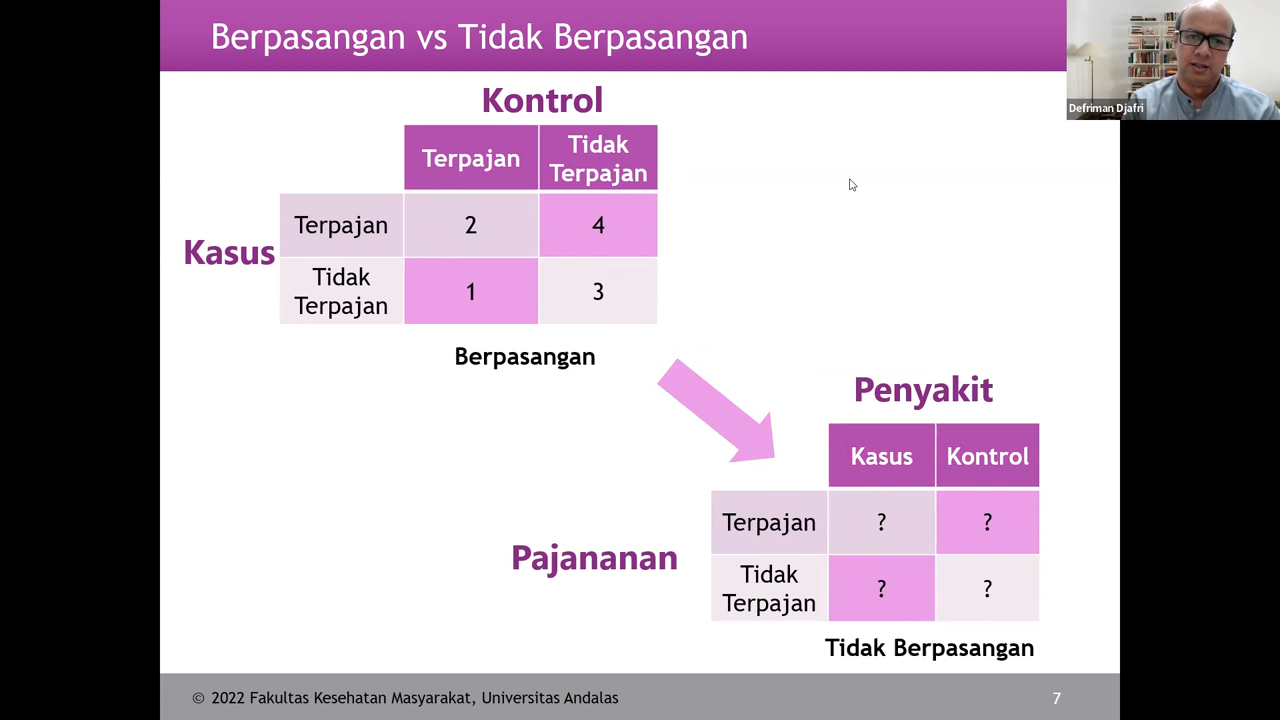 Berpasangan vs Tidak Berpasangan
Defriman Djafri
Kontrol
Terpajan
Tidak
Terpajan
Kasus
Terpajan
2
4
Tidak
Terpajan
1
3
Berpasangan
Penyakit
Kasus
Kontrol
Pajananan
Terpajan
?
?
Tidak
Terpajan
?
?
Tidak Berpasangan
© 2022 Fakultas Kesehatan Masyarakat, Universitas Andalas
7